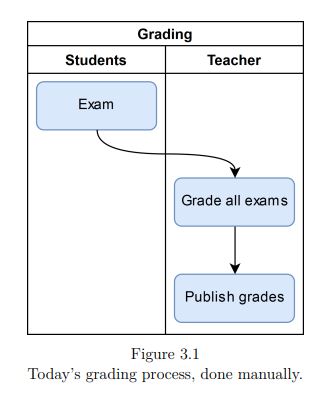 Grading
Students Teacher
Exam
Grade all exams
Publish grades
Figure 3.1
Today's grading process, done manually.